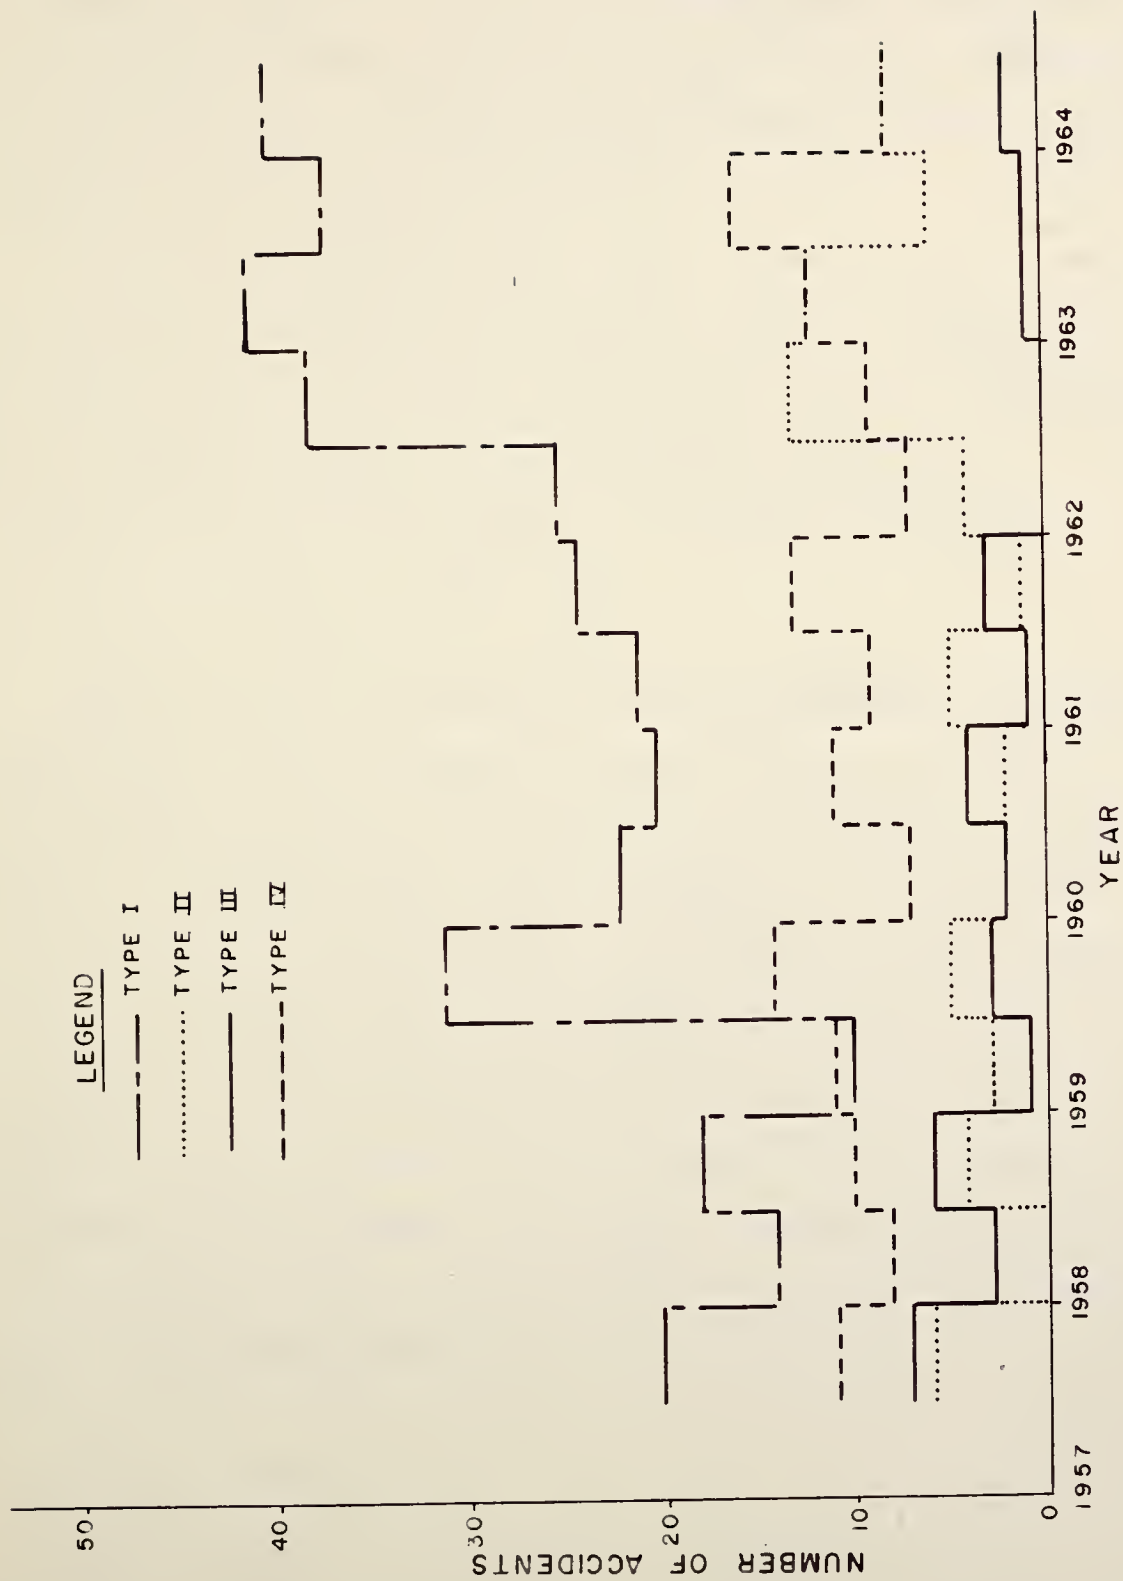 LEGEND
TYPE I
TYPE II
TYPE III
TYPE IV
NUMBER OF ACCIDENTS
50
40
30
20
10
0
1957
1958
1959
1960
1961
1962
1963
1964
YEAR